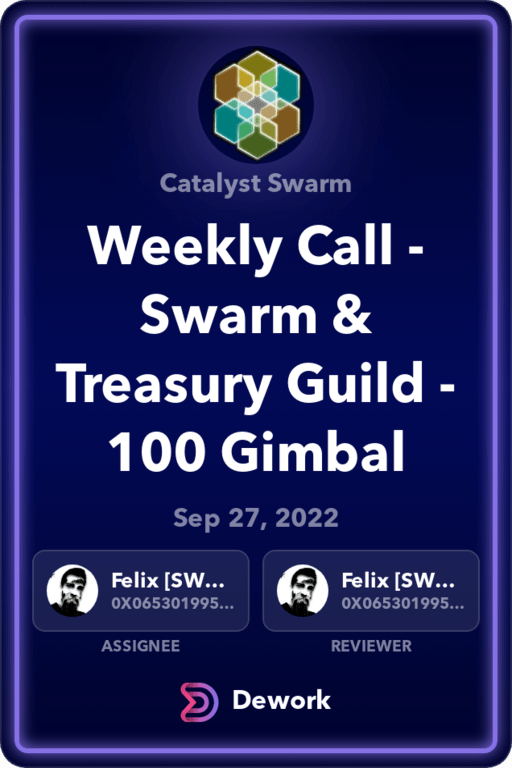 Catalyst Swarm
Weekly Call -
Swarm &
Treasury Guild -
100 Gimbal
Sep 27, 2022
Felix [SW...
0X065301995...
ASSIGNEE
Felix [SW...
0X065301995...
REVIEWER
Dework